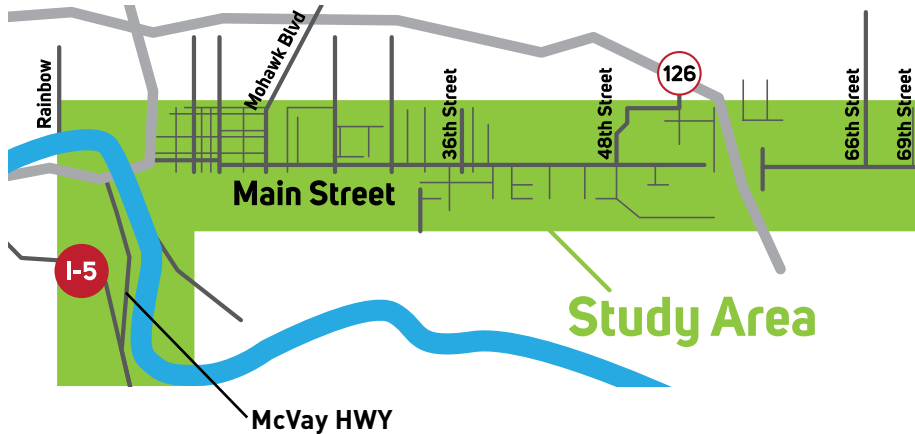 Rainbow
Mohawk Blvd
36th Street
48th Street
126
66th Street
69th Street
Main Street
I-5
Study Area
McVay HWY